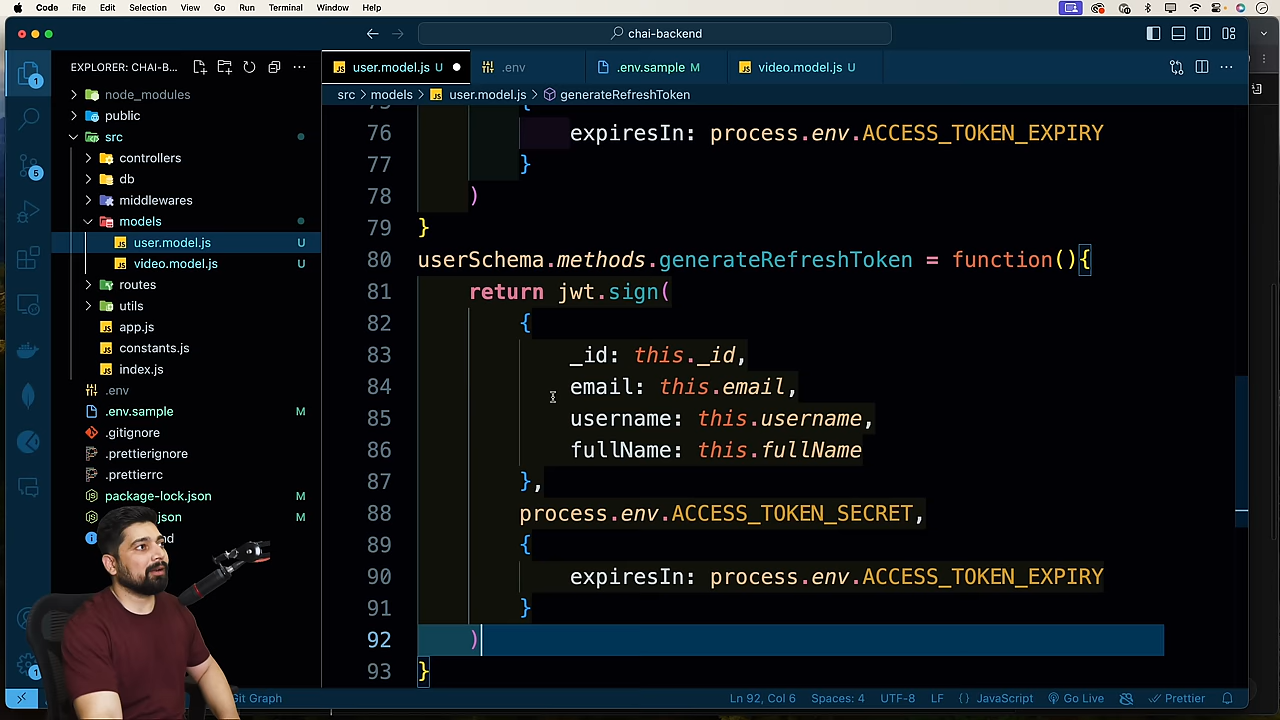 Code File Edit Selection View Go Run Terminal Window Help
chai-backend
EXPLORER: CHAI-B...
user.model.js U
.env
.env.sample M
video.model.js U
src > models > user.model.js > generateRefreshToken
node_modules
public
src
controllers
db
middlewares
models
user.model.js U
video.model.js U
routes
utils
app.js
constants.js
index.js
.env
.env.sample M
.gitignore
.prettierignore
.prettierrc
package-lock.json M
json M
1
5
1
76 expiresIn: process.env.ACCESS_TOKEN_EXPIRY
77 }
78 )
79 }
80 userSchema.methods.generateRefreshToken = function(){
81 return jwt.sign(
82 {
83 _id: this._id,
84 email: this.email,
85 username: this.username,
86 fullName: this.fullName
87 },
88 process.env.ACCESS_TOKEN_SECRET,
89 {
90 expiresIn: process.env.ACCESS_TOKEN_EXPIRY
91 }
92 )
93 }
Git Graph
Ln 92, Col 6 Spaces: 4 UTF-8 LF {} JavaScript Go Live Prettier